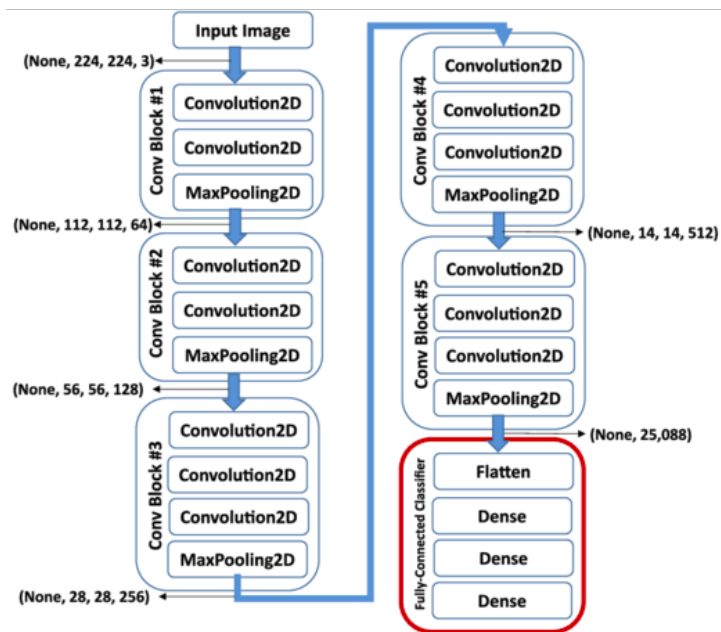 Input Image
(None, 224, 224, 3)
Conv Block #1
Convolution2D
Convolution2D
MaxPooling2D
(None, 112, 112, 64)
Conv Block #2
Convolution2D
Convolution2D
MaxPooling2D
(None, 56, 56, 128)
Conv Block #3
Convolution2D
Convolution2D
Convolution2D
MaxPooling2D
(None, 28, 28, 256)
Conv Block #4
Convolution2D
Convolution2D
Convolution2D
MaxPooling2D
(None, 14, 14, 512)
Conv Block #5
Convolution2D
Convolution2D
Convolution2D
MaxPooling2D
(None, 25,088)
Fully-Connected Classifier
Flatten
Dense
Dense
Dense